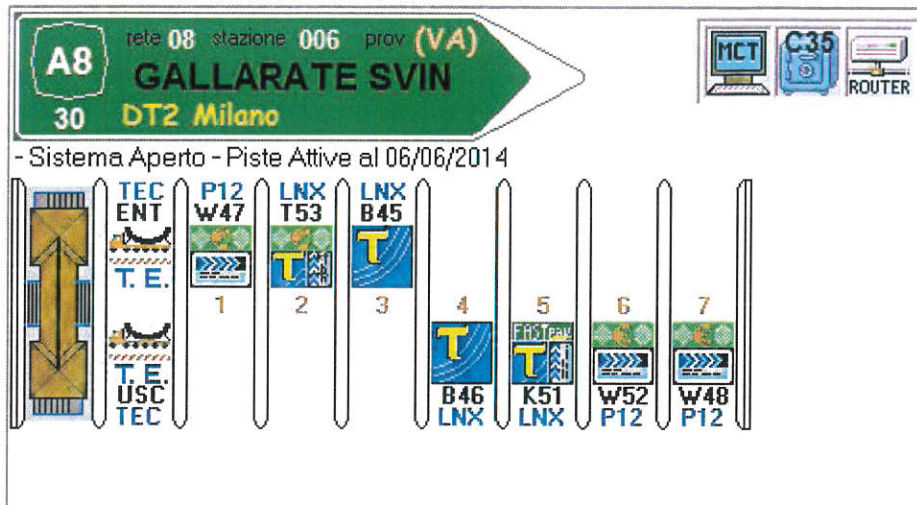 rete 08 stazione 006 prov (VA)
A8
GALLARATE SVIN
30 DT2 Milano
MCT C35 ROUTER
- Sistema Aperto - Piste Attive al 06/06/2014
TEC P12 LNX LNX
ENT W47 T53 B45
T
T. E. T
1 2 3 4 5 6 7
FASTpay
T T
T. E.
USC B46 K51 W52 W48
TEC LNX LNX P12 P12